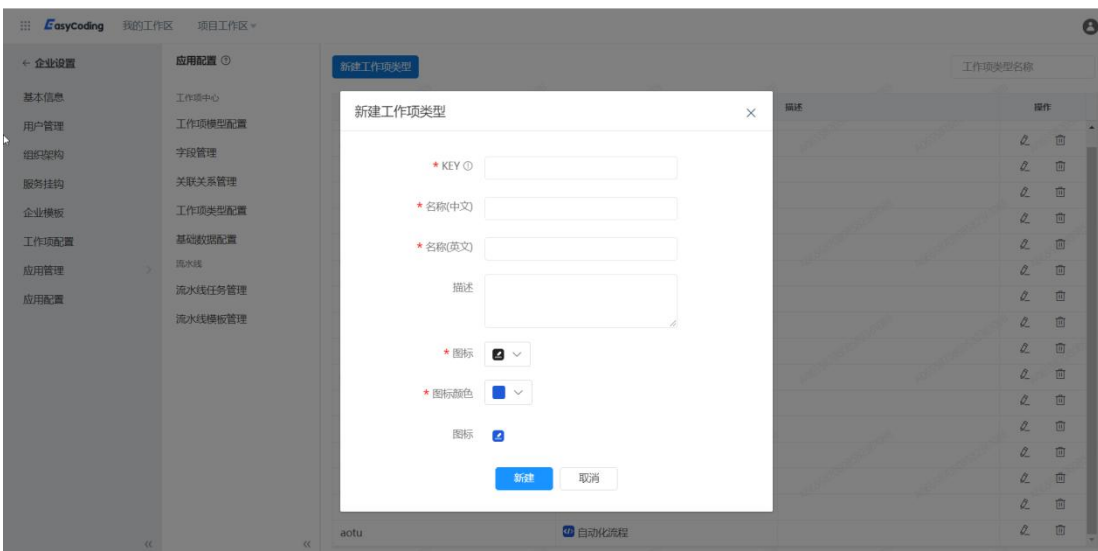 EasyCoding 我的工作区 项目工作区
← 企业设置
基本信息
用户管理
组织架构
服务挂钩
企业模板
工作项配置
应用管理
应用配置
应用配置
工作项中心
工作项模型配置
字段管理
关联关系管理
工作项类型配置
基础数据配置
流水线
流水线任务管理
流水线模板管理
新建工作项类型
工作项类型名称
描述 操作
新建工作项类型
* KEY
* 名称(中文)
* 名称(英文)
描述
* 图标
* 图标颜色
图标
新建 取消
aotu 自动化流程